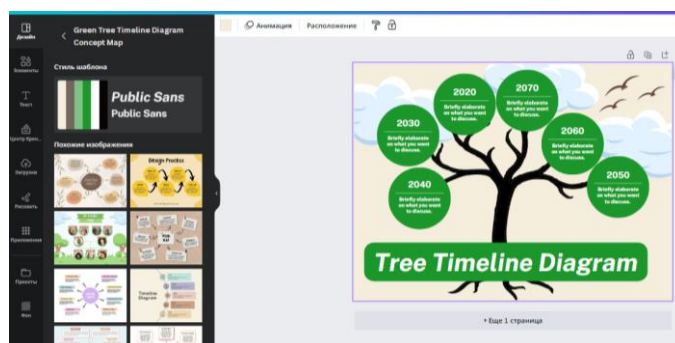 Дизайн
Элементы
Текст
Загрузки
Рисовать
Приложения
Проекты
Фон
Green Tree Timeline Diagram
Concept Map
Стиль шаблона
Public Sans
Public Sans
Похожие изображения
Design Process
Timeline
Diagram
Анимация
Расположение
2040
Briefly elaborate
on what you want
to discuss.
2030
Briefly elaborate
on what you want
to discuss.
2020
Briefly elaborate
on what you want
to discuss.
2070
Briefly elaborate
on what you want
to discuss.
2060
Briefly elaborate
on what you want
to discuss.
2050
Briefly elaborate
on what you want
to discuss.
Tree Timeline Diagram
+ Еще 1 страница